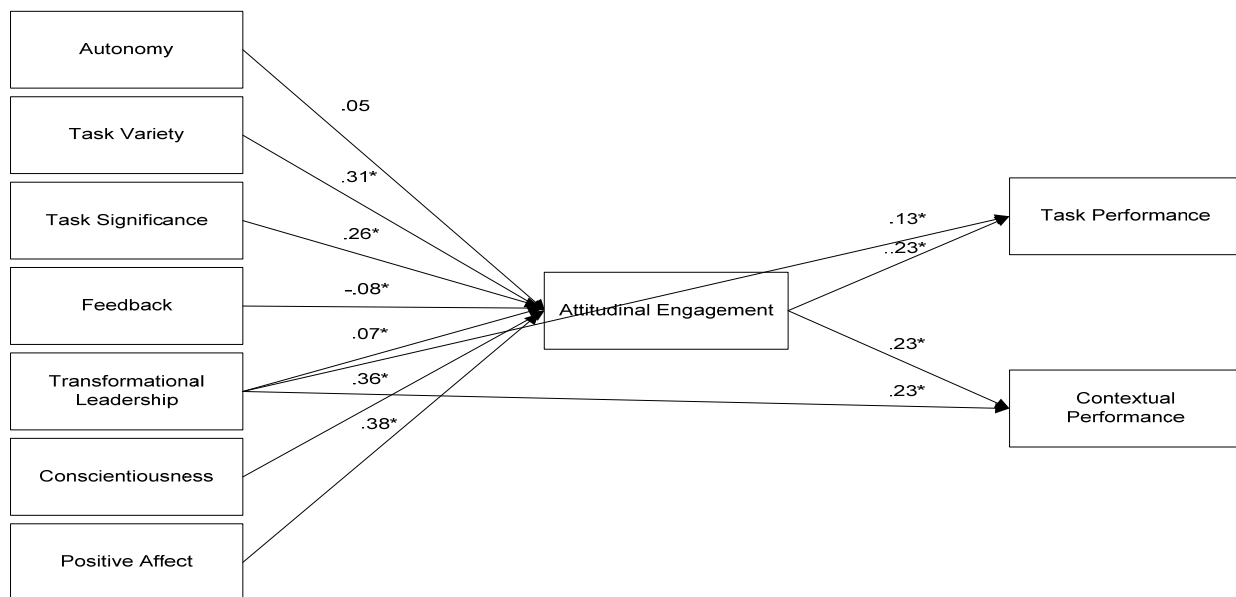 Autonomy
.05
Task Variety
.31*
Task Significance
.26*
Feedback
-.08*
Transformational
Leadership
.07*
.36*
Conscientiousness
.38*
Positive Affect
Attitudinal Engagement
.13*
..23*
Task Performance
.23*
.23*
Contextual
Performance